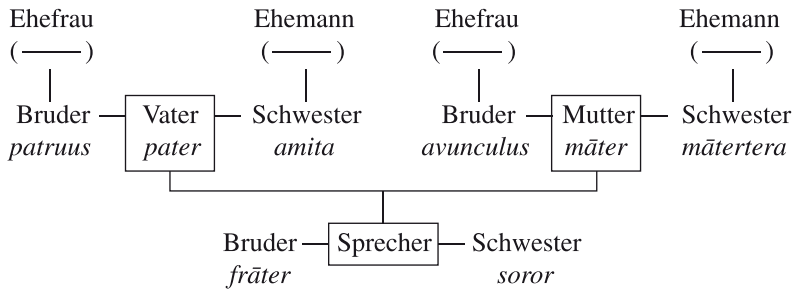 Ehefrau Ehemann Ehefrau Ehemann
( ) ( ) ( ) ( )
Bruder Vater Schwester Bruder Mutter Schwester
patruus pater amita avunculus māter mātertera
Bruder Sprecher Schwester
frāter soror